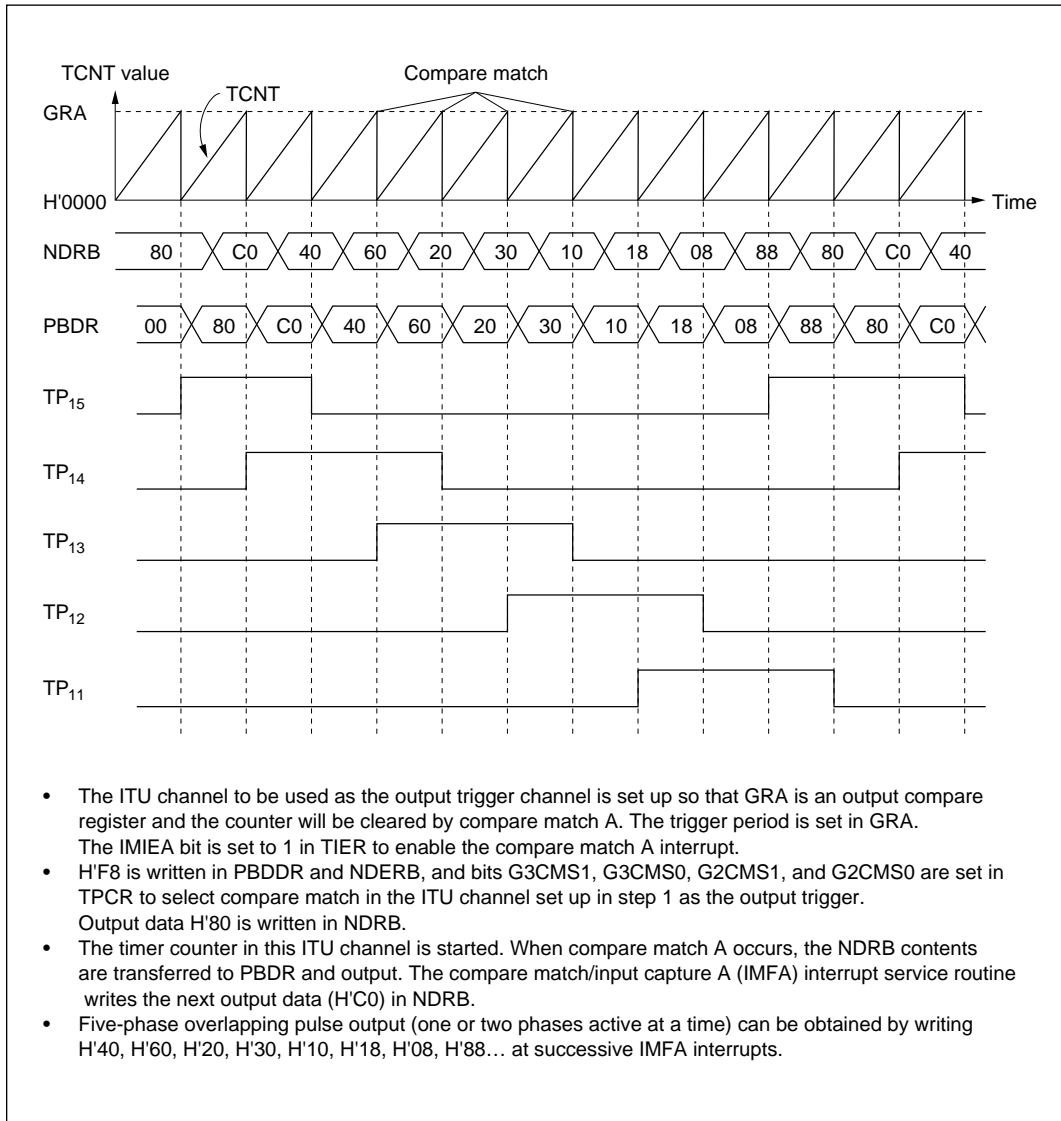 TCNT value
Compare match
TCNT
GRA
H'0000
Time
NDRB 80 C0 40 60 20 30 10 18 08 88 80 C0 40
PBDR 00 80 C0 40 60 20 30 10 18 08 88 80 C0
TP15
TP14
TP13
TP12
TP11
• The ITU channel to be used as the output trigger channel is set up so that GRA is an output compare
register and the counter will be cleared by compare match A. The trigger period is set in GRA.
The IMIEA bit is set to 1 in TIER to enable the compare match A interrupt.
• H'F8 is written in PBDDR and NDERB, and bits G3CMS1, G3CMS0, G2CMS1, and G2CMS0 are set in
TPCR to select compare match in the ITU channel set up in step 1 as the output trigger.
Output data H'80 is written in NDRB.
• The timer counter in this ITU channel is started. When compare match A occurs, the NDRB contents
are transferred to PBDR and output. The compare match/input capture A (IMFA) interrupt service routine
writes the next output data (H'C0) in NDRB.
• Five-phase overlapping pulse output (one or two phases active at a time) can be obtained by writing
H'40, H'60, H'20, H'30, H'10, H'18, H'08, H'88… at successive IMFA interrupts.